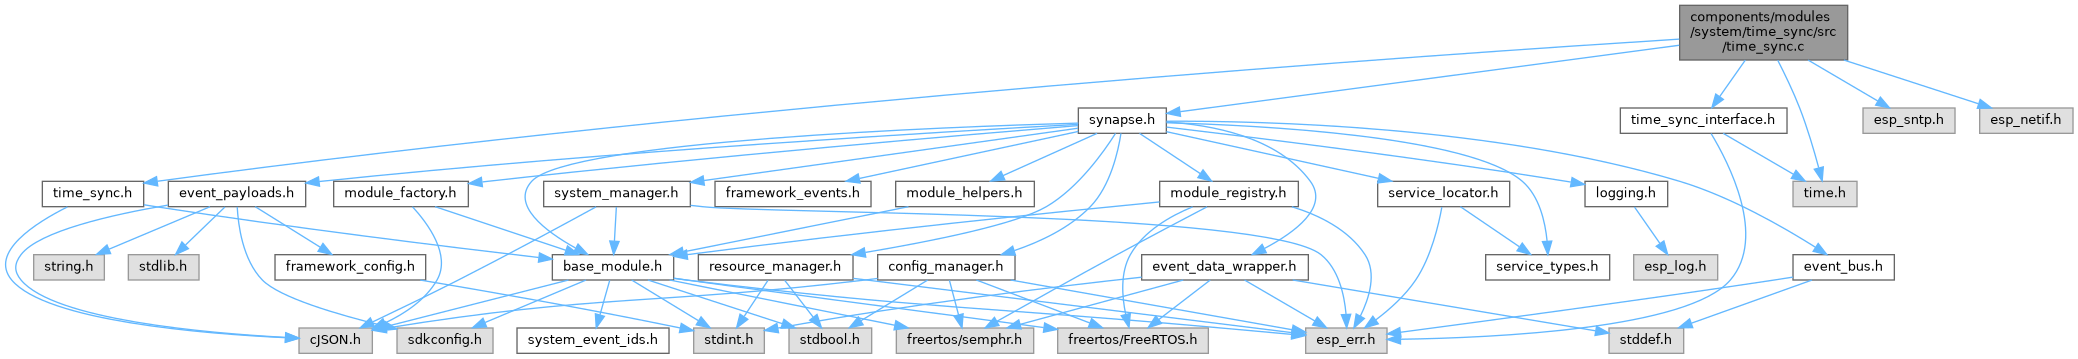 components/modules
/system/time_sync/src
/time_sync.c
synapse.h
time_sync_interface.h
esp_sntp.h
esp_netif.h
time_sync.h
event_payloads.h
module_factory.h
system_manager.h
framework_events.h
module_helpers.h
module_registry.h
service_locator.h
logging.h
time.h
string.h
stdlib.h
framework_config.h
base_module.h
resource_manager.h
config_manager.h
event_data_wrapper.h
service_types.h
esp_log.h
event_bus.h
cJSON.h
sdkconfig.h
system_event_ids.h
stdint.h
stdbool.h
freertos/semphr.h
freertos/FreeRTOS.h
esp_err.h
stddef.h